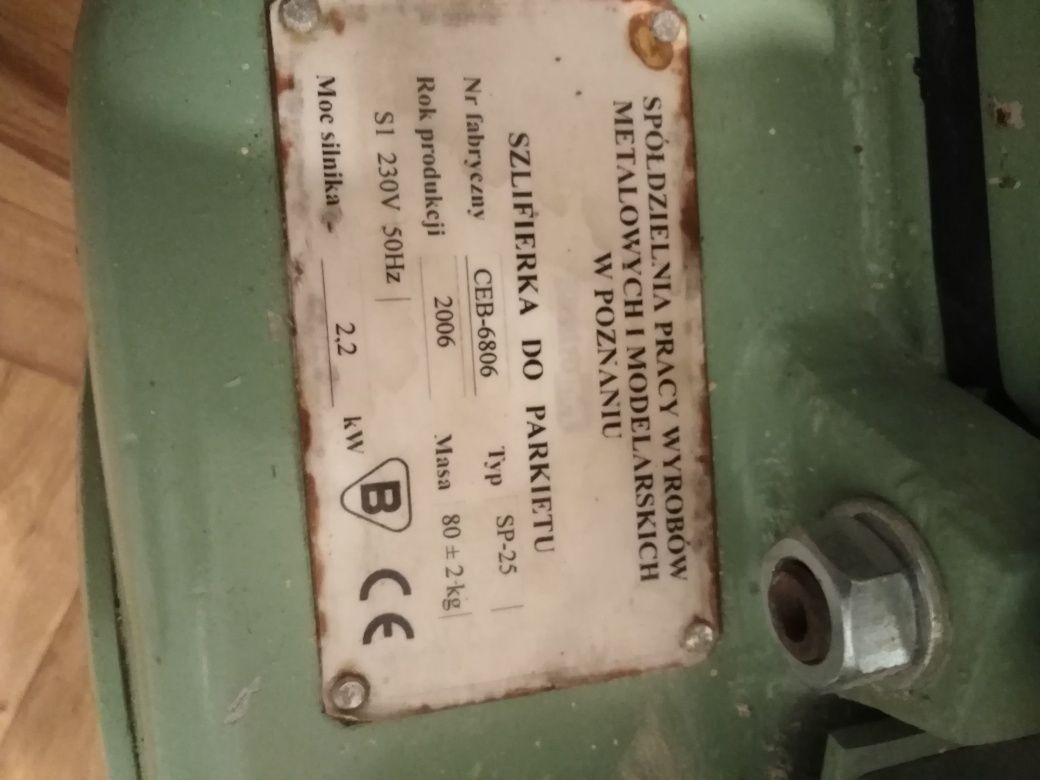 SPÓŁDZIELNIA PRACY WYROBÓW
METALOWYCH I MODELARSKICH
W POZNANIU
SZLIFIERKA DO PARKIETU
Nr fabryczny CEB-6806 Typ SP-25
Rok produkcji 2006 Masa 80 ± 2 kg
S1 230V 50Hz
Moc silnika 2,2 kW B CE